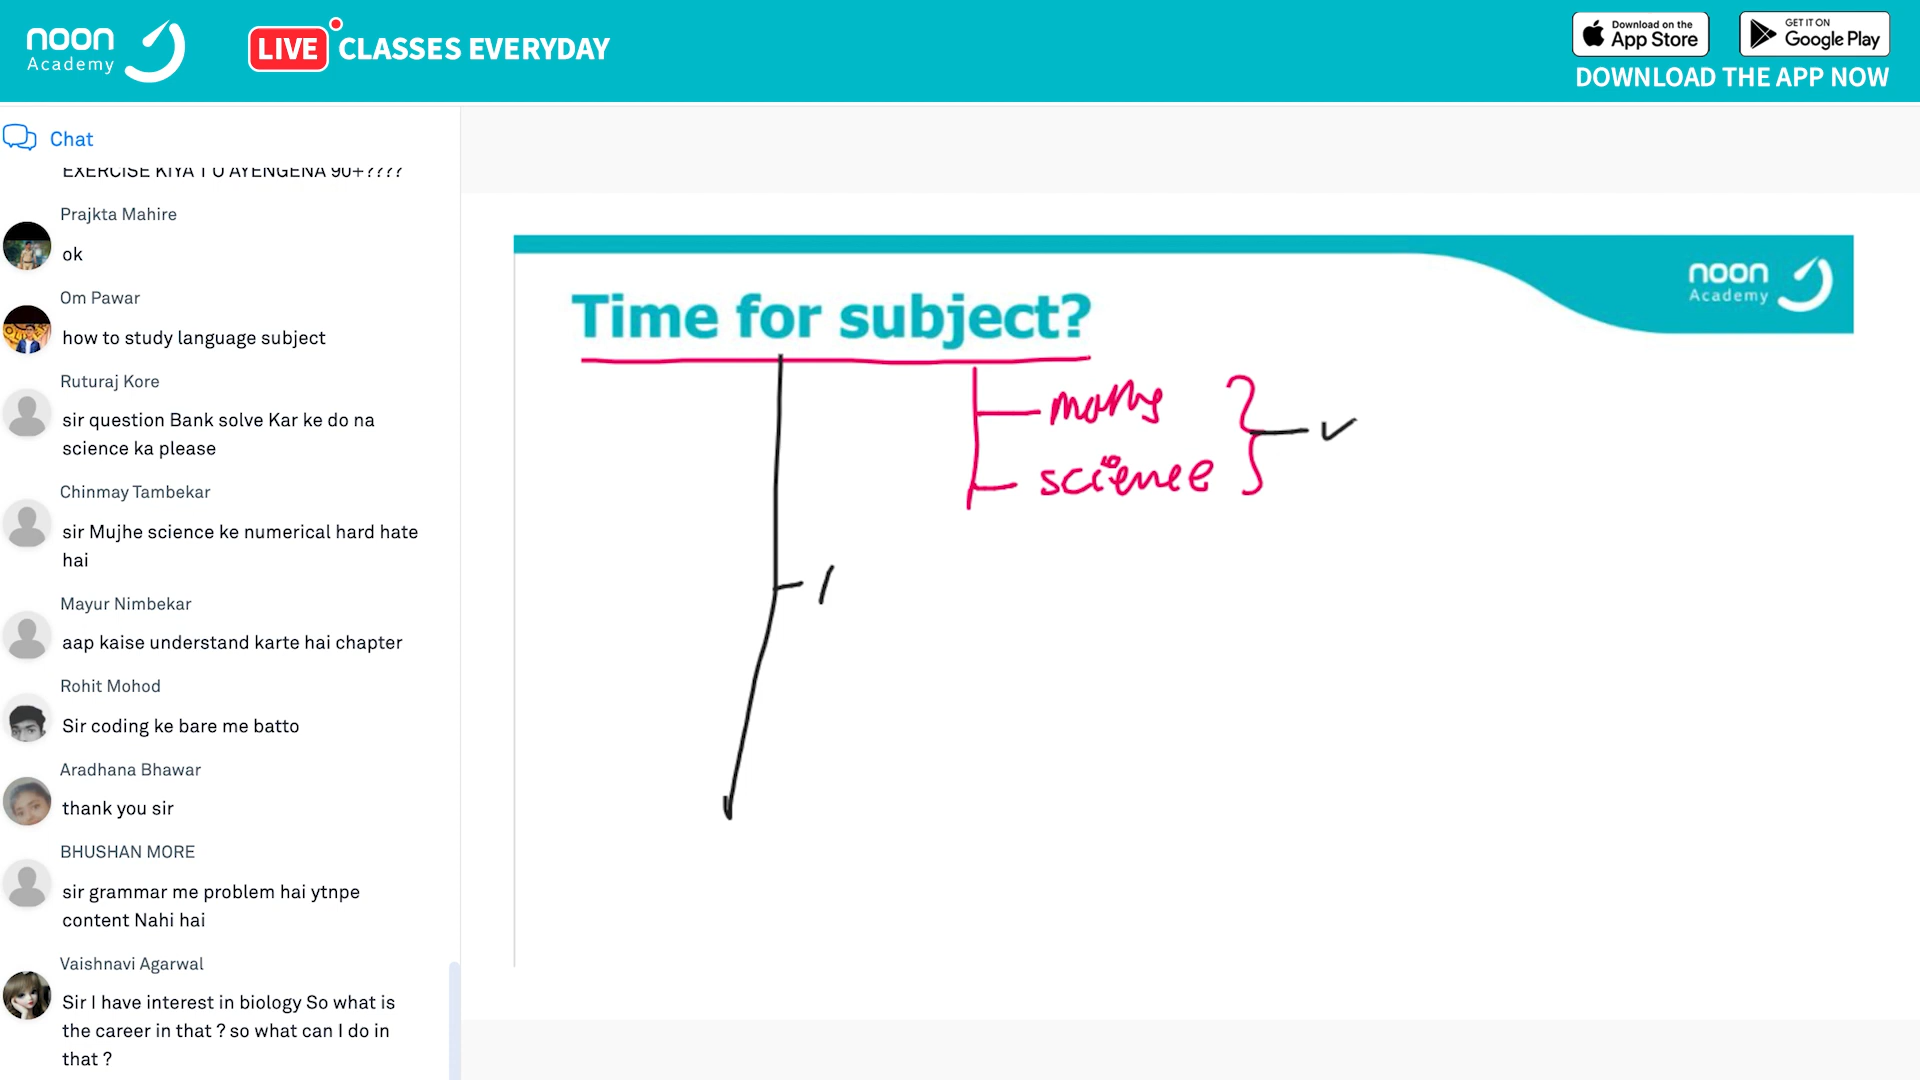 noon
Academy
LIVE CLASSES EVERYDAY
Download on the
App Store
GET IT ON
Google Play
DOWNLOAD THE APP NOW
Chat
EXERCISE KIYA TO AYENGENA 90+????
Prajkta Mahire
ok
Om Pawar
how to study language subject
Ruturaj Kore
sir question Bank solve Kar ke do na
science ka please
Chinmay Tambekar
sir Mujhe science ke numerical hard hate
hai
Mayur Nimbekar
aap kaise understand karte hai chapter
Rohit Mohod
Sir coding ke bare me batto
Aradhana Bhawar
thank you sir
BHUSHAN MORE
sir grammar me problem hai ytnpe
content Nahi hai
Vaishnavi Agarwal
Sir I have interest in biology So what is
the career in that ? so what can I do in
that ?
noon
Academy
Time for subject?
maths
science